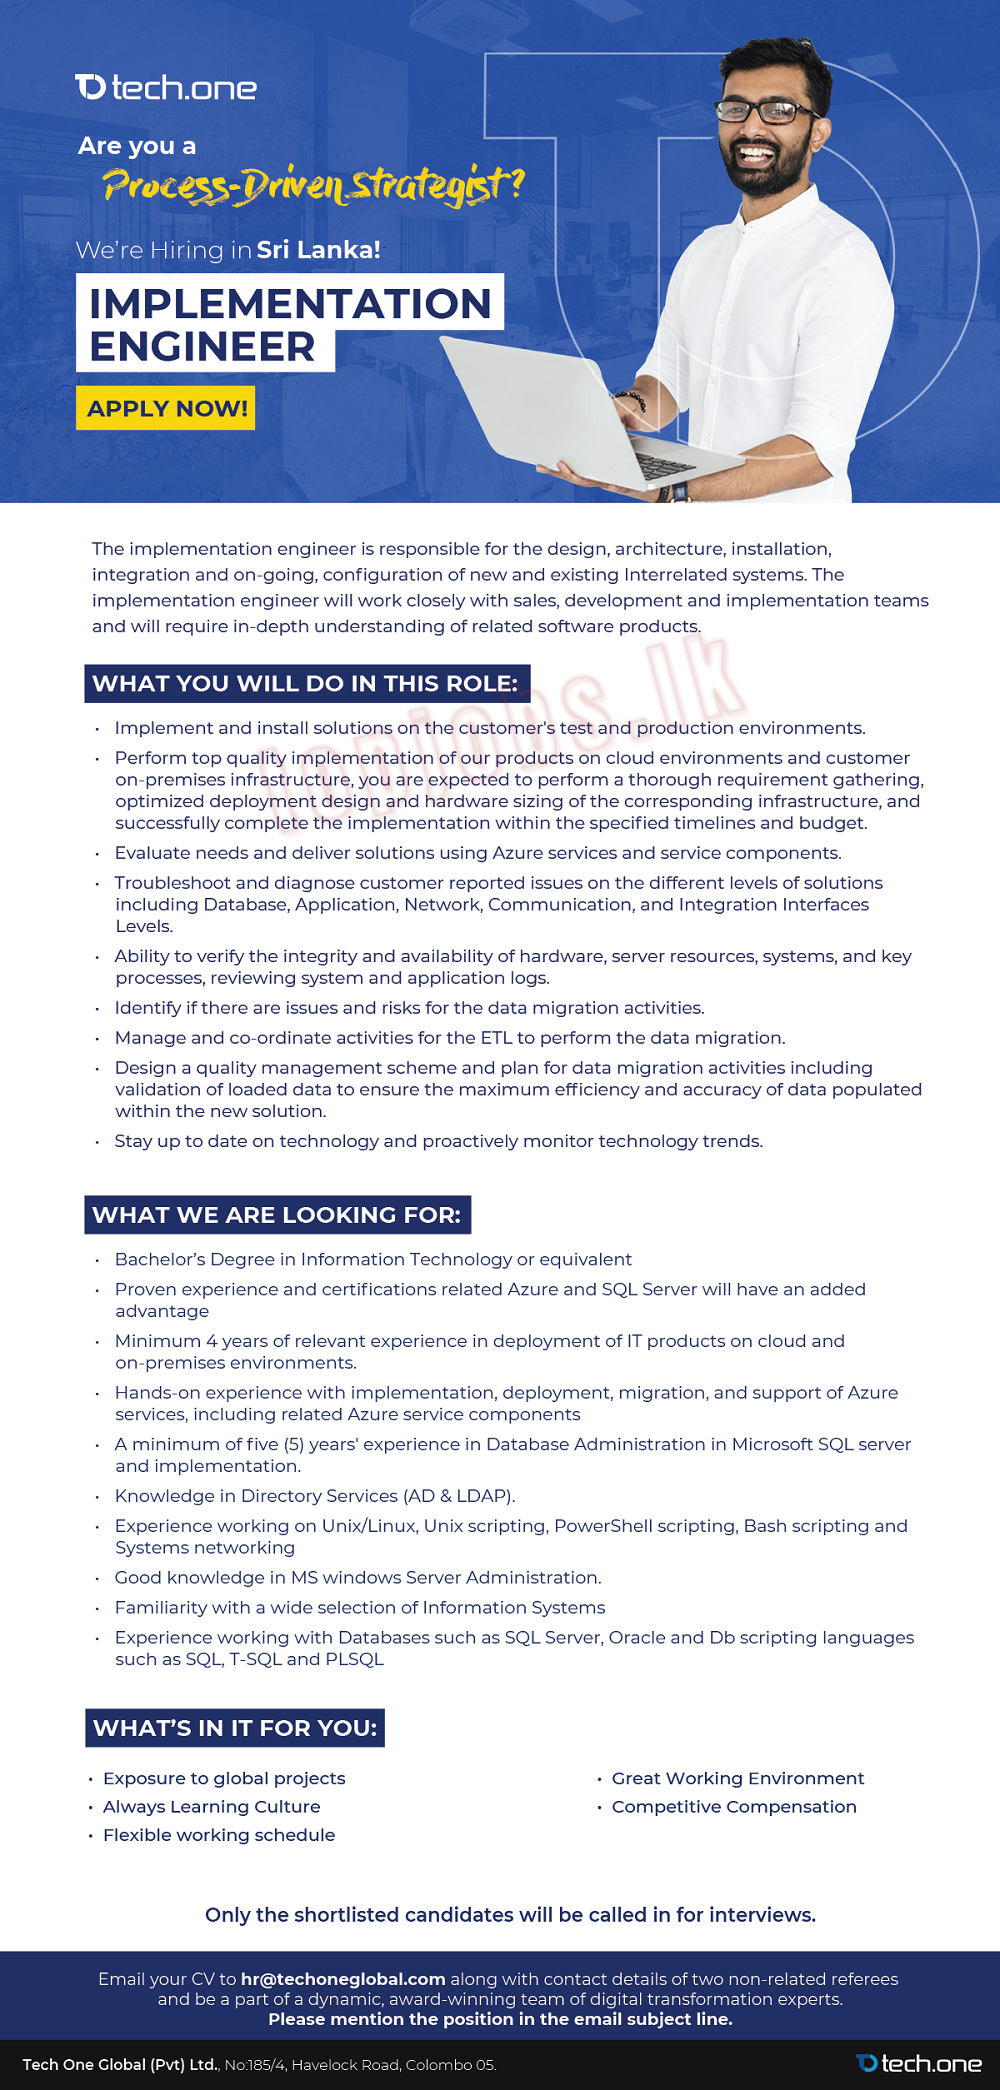 tech.one
Are you a
Process-Driven Strategist?
We're Hiring in Sri Lanka!
IMPLEMENTATION
ENGINEER
APPLY NOW!
The implementation engineer is responsible for the design, architecture, installation,
integration and on-going, configuration of new and existing Interrelated systems. The
implementation engineer will work closely with sales, development and implementation teams
and will require in-depth understanding of related software products.
topjobs.lk
WHAT YOU WILL DO IN THIS ROLE:
• Implement and install solutions on the customer's test and production environments.
• Perform top quality implementation of our products on cloud environments and customer
on-premises infrastructure, you are expected to perform a thorough requirement gathering,
optimized deployment design and hardware sizing of the corresponding infrastructure, and
successfully complete the implementation within the specified timelines and budget.
• Evaluate needs and deliver solutions using Azure services and service components.
• Troubleshoot and diagnose customer reported issues on the different levels of solutions
including Database, Application, Network, Communication, and Integration Interfaces
Levels.
• Ability to verify the integrity and availability of hardware, server resources, systems, and key
processes, reviewing system and application logs.
• Identify if there are issues and risks for the data migration activities.
• Manage and co-ordinate activities for the ETL to perform the data migration.
• Design a quality management scheme and plan for data migration activities including
validation of loaded data to ensure the maximum efficiency and accuracy of data populated
within the new solution.
• Stay up to date on technology and proactively monitor technology trends.
WHAT WE ARE LOOKING FOR:
• Bachelor's Degree in Information Technology or equivalent
• Proven experience and certifications related Azure and SQL Server will have an added
advantage
• Minimum 4 years of relevant experience in deployment of IT products on cloud and
on-premises environments.
• Hands-on experience with implementation, deployment, migration, and support of Azure
services, including related Azure service components
• A minimum of five (5) years' experience in Database Administration in Microsoft SQL server
and implementation.
• Knowledge in Directory Services (AD & LDAP).
• Experience working on Unix/Linux, Unix scripting, PowerShell scripting, Bash scripting and
Systems networking
• Good knowledge in MS windows Server Administration.
• Familiarity with a wide selection of Information Systems
• Experience working with Databases such as SQL Server, Oracle and Db scripting languages
such as SQL, T-SQL and PLSQL
WHAT'S IN IT FOR YOU:
• Exposure to global projects
• Always Learning Culture
• Flexible working schedule
• Great Working Environment
• Competitive Compensation
Only the shortlisted candidates will be called in for interviews.
Email your CV to hr@techoneglobal.com along with contact details of two non-related referees
and be a part of a dynamic, award-winning team of digital transformation experts.
Please mention the position in the email subject line.
Tech One Global (Pvt) Ltd., No:185/4, Havelock Road, Colombo 05.
tech.one